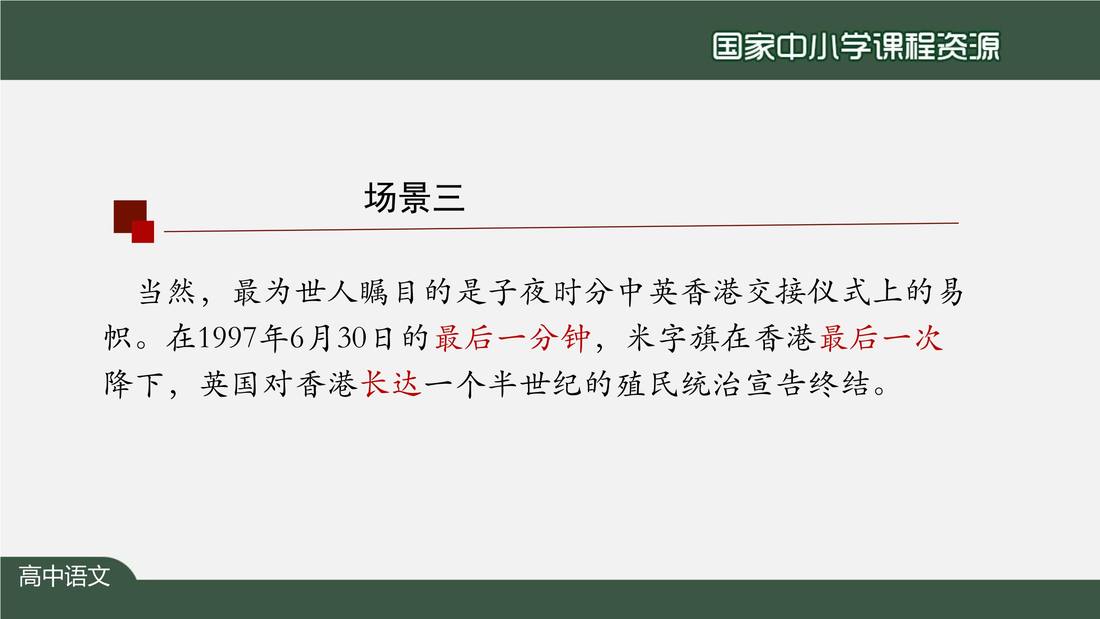 国家中小学课程资源
场景三
当然，最为世人瞩目的是子夜时分中英香港交接仪式上的易
帜。在1997年6月30日的最后一分钟，米字旗在香港最后一次
降下，英国对香港长达一个半世纪的殖民统治宣告终结。
高中语文